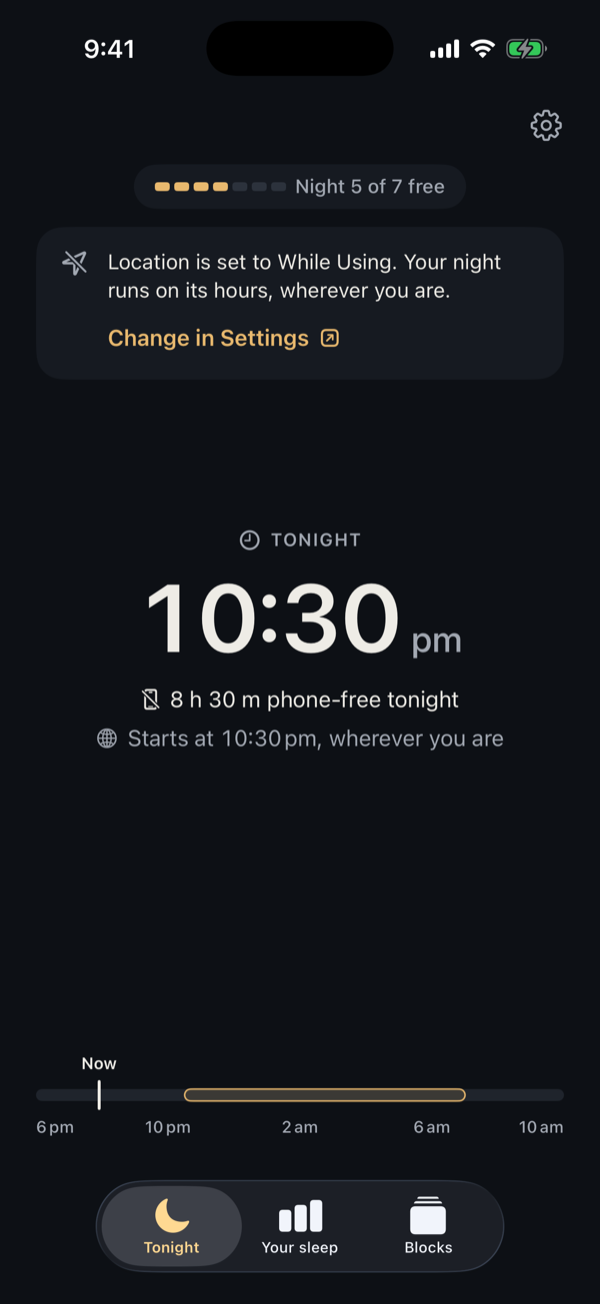 9:41
Night 5 of 7 free
Location is set to While Using. Your night
runs on its hours, wherever you are.
Change in Settings
TONIGHT
10:30 pm
8 h 30 m phone-free tonight
Starts at 10:30 pm, wherever you are
Now
6 pm 10 pm 2 am 6 am 10 am
Tonight Your sleep Blocks